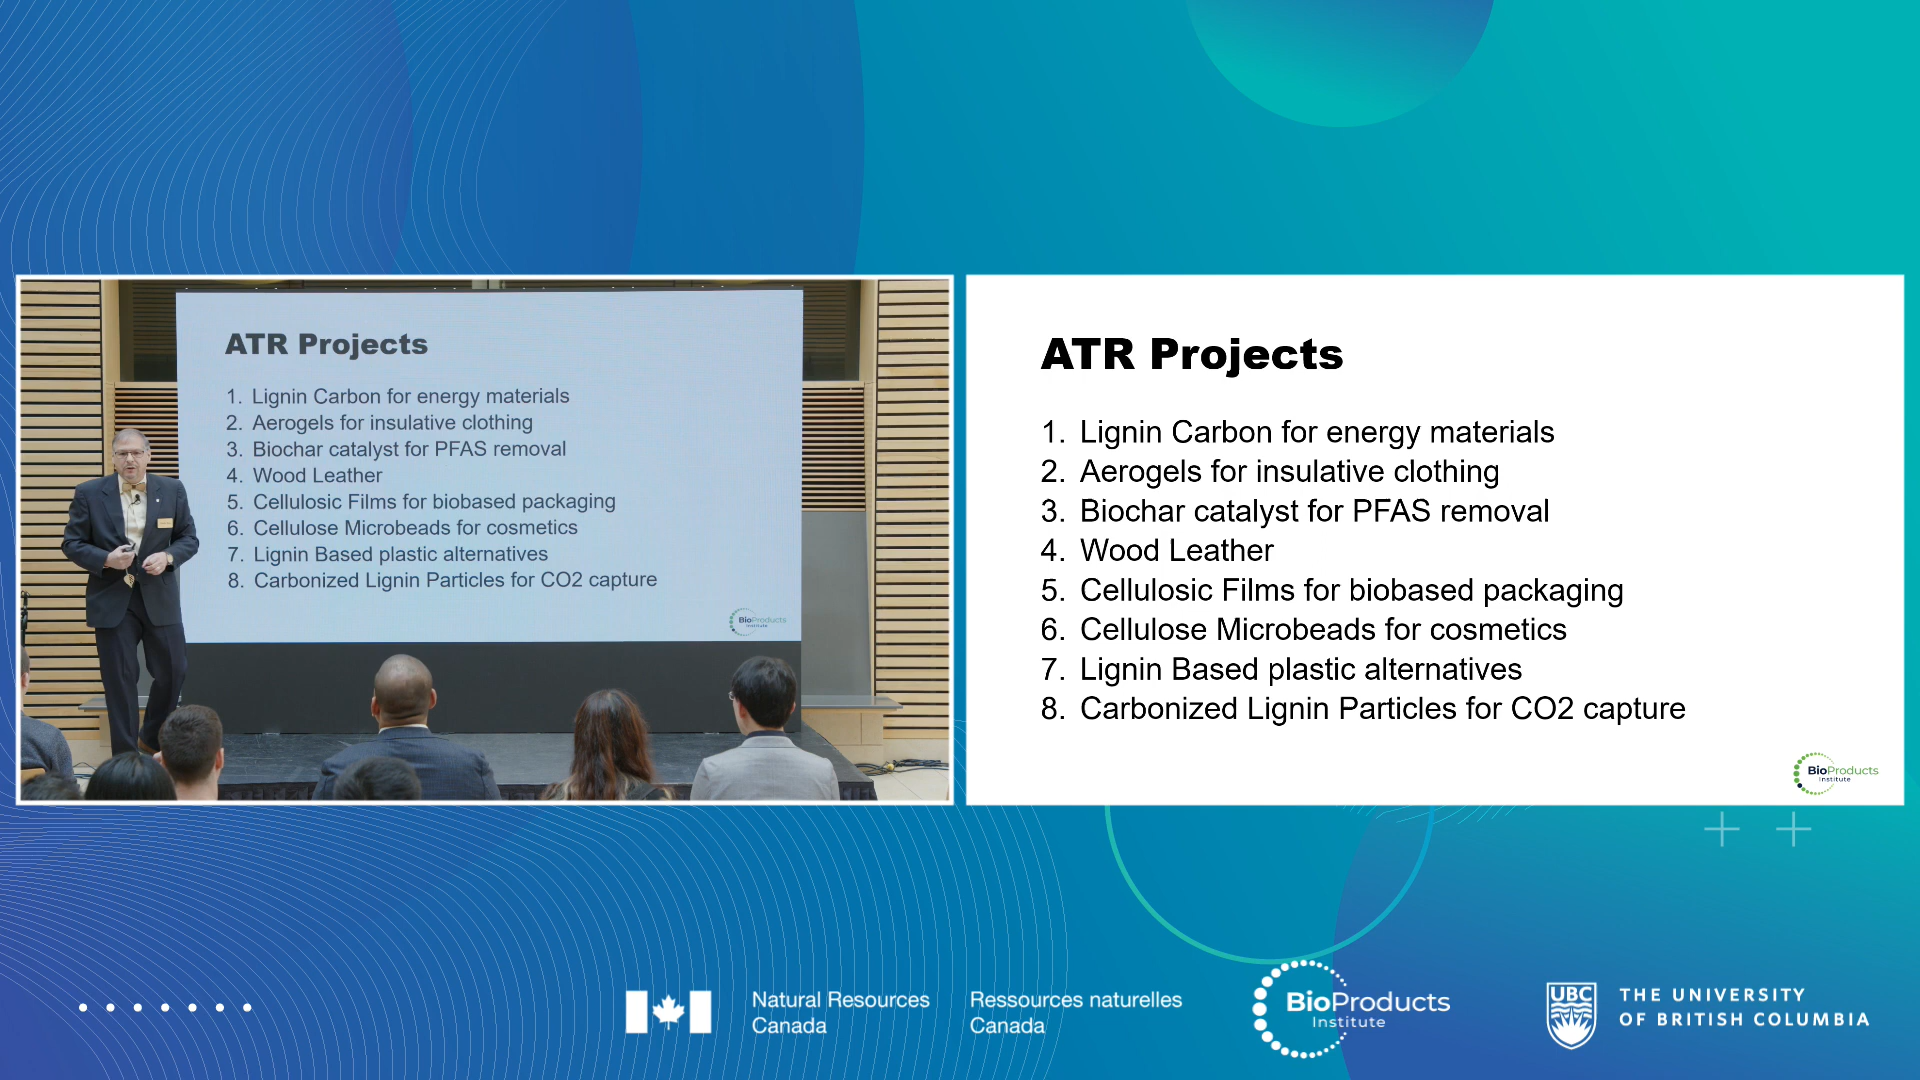 ATR Projects
1. Lignin Carbon for energy materials
2. Aerogels for insulative clothing
3. Biochar catalyst for PFAS removal
4. Wood Leather
5. Cellulosic Films for biobased packaging
6. Cellulose Microbeads for cosmetics
7. Lignin Based plastic alternatives
8. Carbonized Lignin Particles for CO2 capture
BioProducts
Institute
ATR Projects
1. Lignin Carbon for energy materials
2. Aerogels for insulative clothing
3. Biochar catalyst for PFAS removal
4. Wood Leather
5. Cellulosic Films for biobased packaging
6. Cellulose Microbeads for cosmetics
7. Lignin Based plastic alternatives
8. Carbonized Lignin Particles for CO2 capture
BioProducts
Institute
Natural Resources
Canada
Ressources naturelles
Canada
BioProducts
Institute
UBC
THE UNIVERSITY
OF BRITISH COLUMBIA